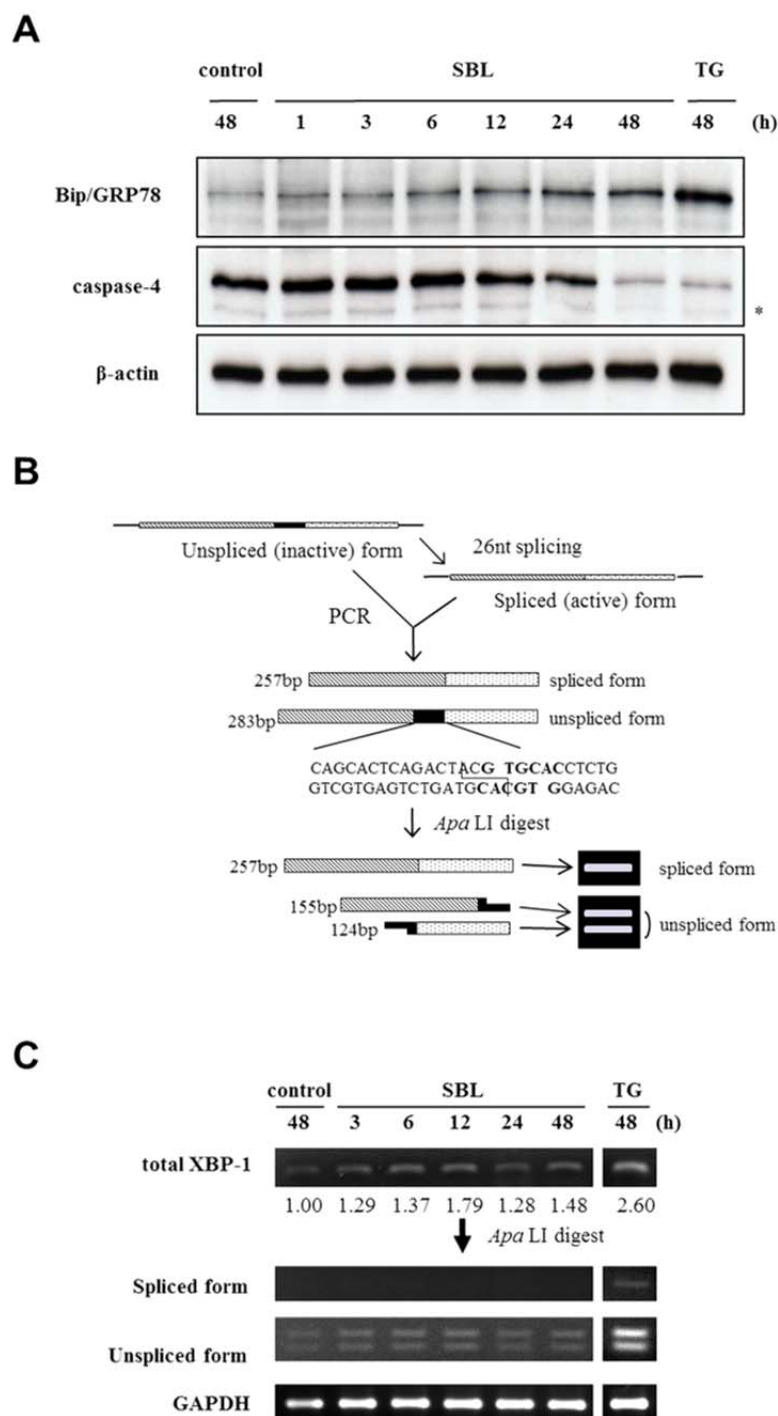 A
control SBL TG
48 1 3 6 12 24 48 48 (h)
Bip/GRP78
caspase-4
*
β-actin
B
Unspliced (inactive) form
26nt splicing
Spliced (active) form
PCR
257bp spliced form
283bp unspliced form
CAGCACTCAGACTACGTGCACCTCTG
GTCGTGAGTCTGATGCACGTGGAGAC
Apa LI digest
257bp spliced form
155bp
124bp unspliced form
C
control SBL TG
48 3 6 12 24 48 48 (h)
total XBP-1
1.00 1.29 1.37 1.79 1.28 1.48 2.60
Apa LI digest
Spliced form
Unspliced form
GAPDH